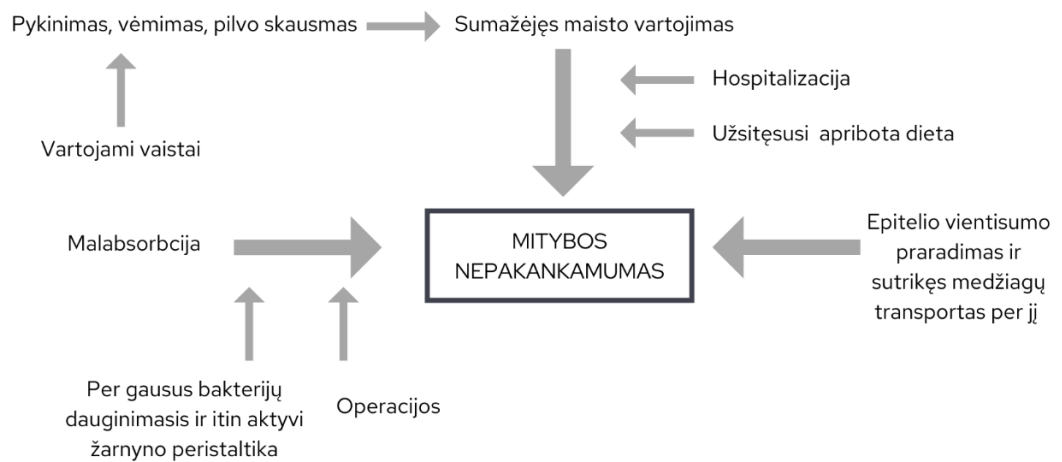 Pykinimas, vėmimas, pilvo skausmas
Sumažėjęs maisto vartojimas
Hospitalizacija
Užsitęsusi apribota dieta
Vartojami vaistai
Malabsorbcija
MITYBOS
NEPAKANKAMUMAS
Epitelio vientisumo
praradimas ir
sutrikęs medžiagų
transportas per jį
Per gausus bakterijų
dauginimasis ir itin aktyvi
žarnyno peristaltika
Operacijos